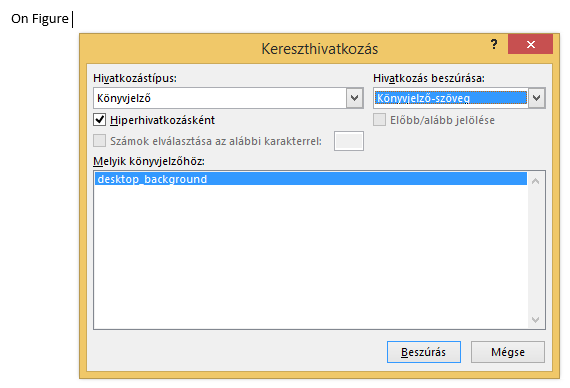 On Figure
Kereszthivatkozás
?
x
Hivatkozástípus:
Hivatkozás beszúrása:
Könyvjelző
Könyvjelző-szöveg
Hiperhivatkozásként
Előbb/alább jelölése
Számok elválasztása az alábbi karakterrel:
Melyik könyvjelzőhöz:
desktop_background
Beszúrás
Mégse